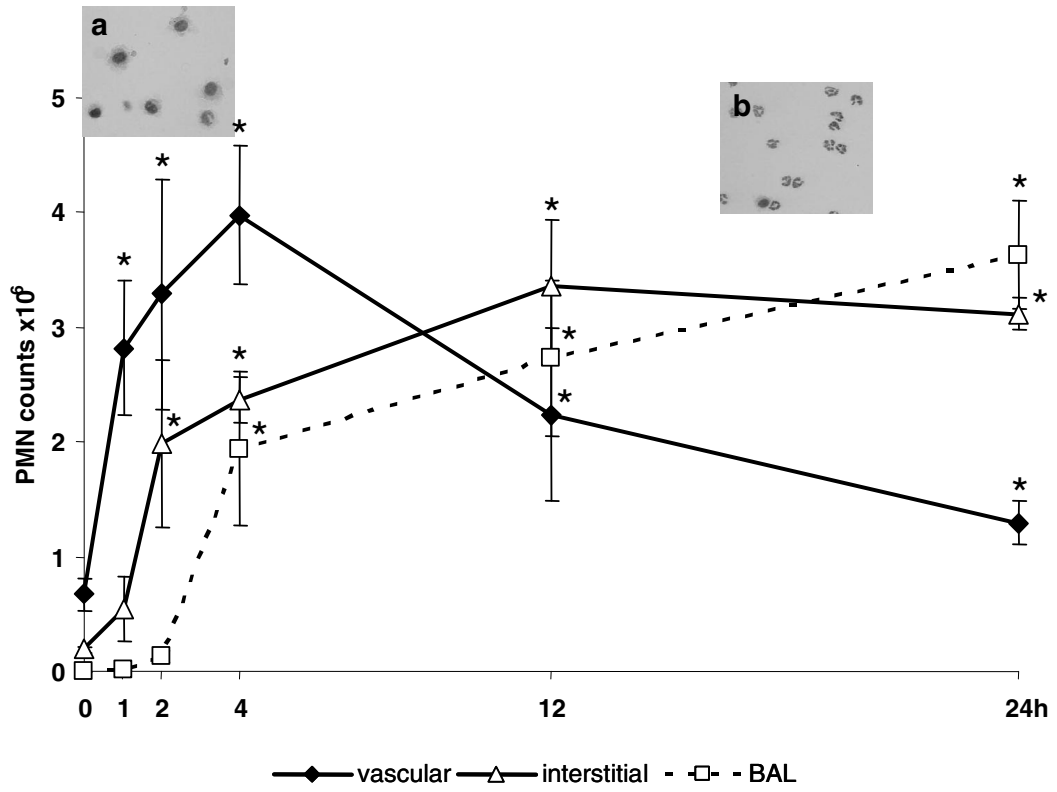 a
b
5
4
3
2
1
0
PMN counts x10⁶
* * * * * * * * * * * * *
0 1 2 4 12 24h
vascular interstitial BAL